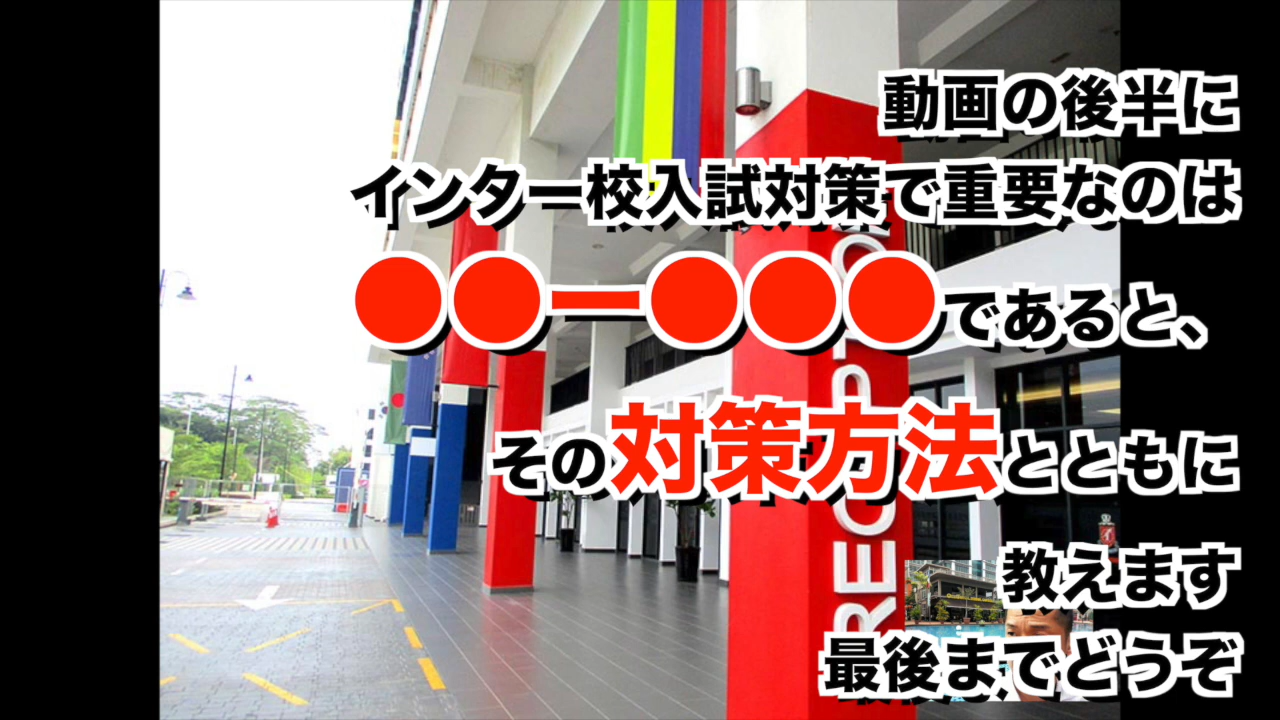 動画の後半に
インター校入試対策で重要なのは
●●ー●●●であると、
その対策方法とともに
教えます
最後までどうぞ
RECEPTION